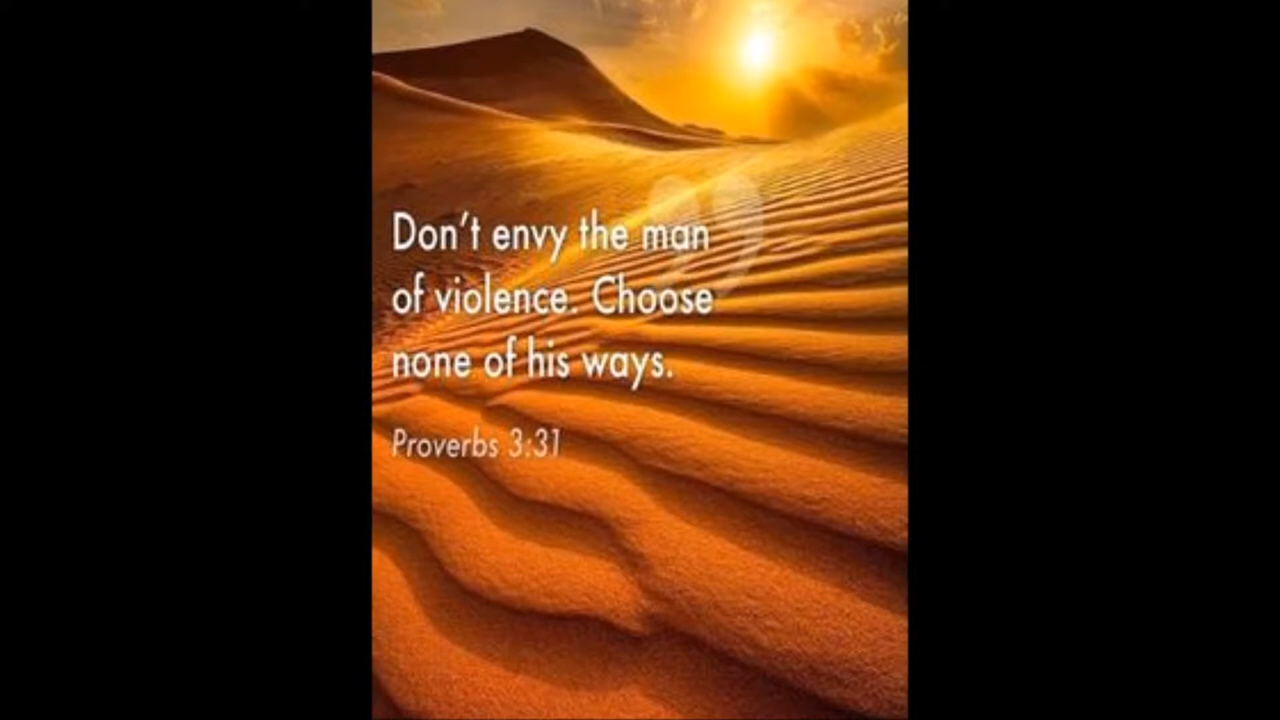 Don't envy the man
of violence. Choose
none of his ways.
Proverbs 3:31